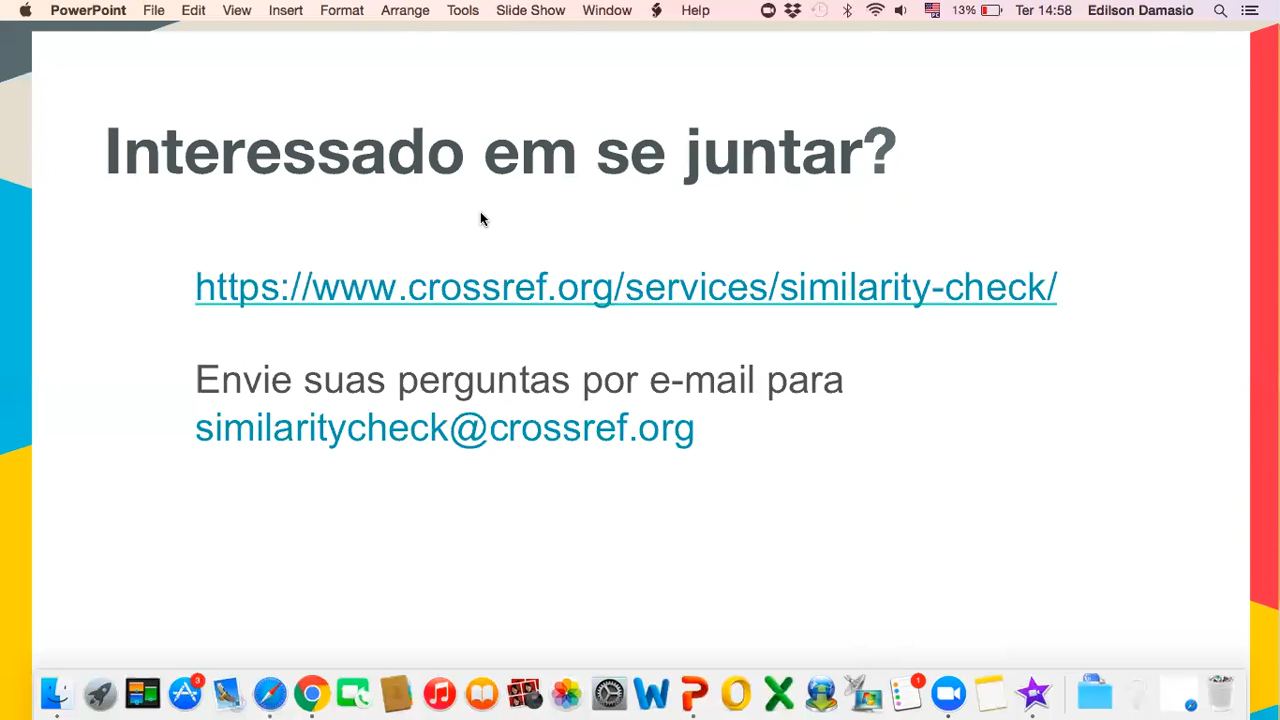 PowerPoint File Edit View Insert Format Arrange Tools Slide Show Window Help 13% Ter 14:58 Edilson Damasio
Interessado em se juntar?
https://www.crossref.org/services/similarity-check/
Envie suas perguntas por e-mail para
similaritycheck@crossref.org
3
1